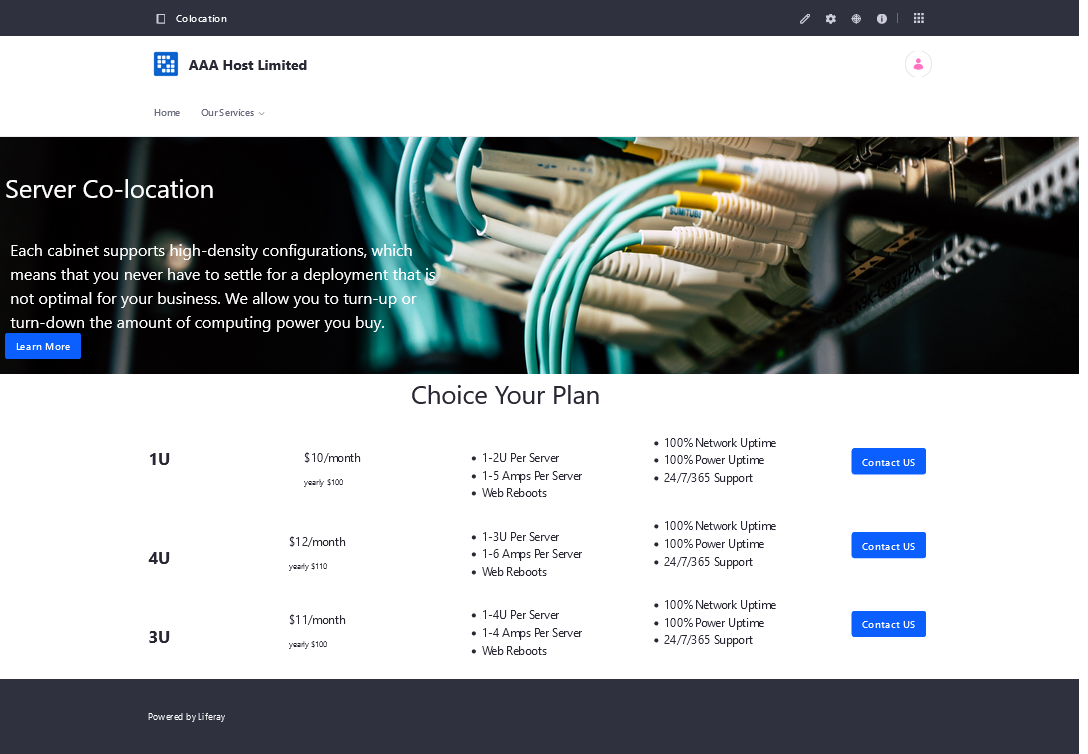 Colocation
AAA Host Limited
Home Our Services
Server Co-location
SUMITUBE
Each cabinet supports high-density configurations, which
means that you never have to settle for a deployment that is
not optimal for your business. We allow you to turn-up or
turn-down the amount of computing power you buy.
Learn More
Choice Your Plan
1U
$10/month
yearly $100
1-2U Per Server
1-5 Amps Per Server
Web Reboots
100% Network Uptime
100% Power Uptime
24/7/365 Support
Contact US
4U
$12/month
yearly $110
1-3U Per Server
1-6 Amps Per Server
Web Reboots
100% Network Uptime
100% Power Uptime
24/7/365 Support
Contact US
3U
$11/month
yearly $100
1-4U Per Server
1-4 Amps Per Server
Web Reboots
100% Network Uptime
100% Power Uptime
24/7/365 Support
Contact US
Powered by Liferay